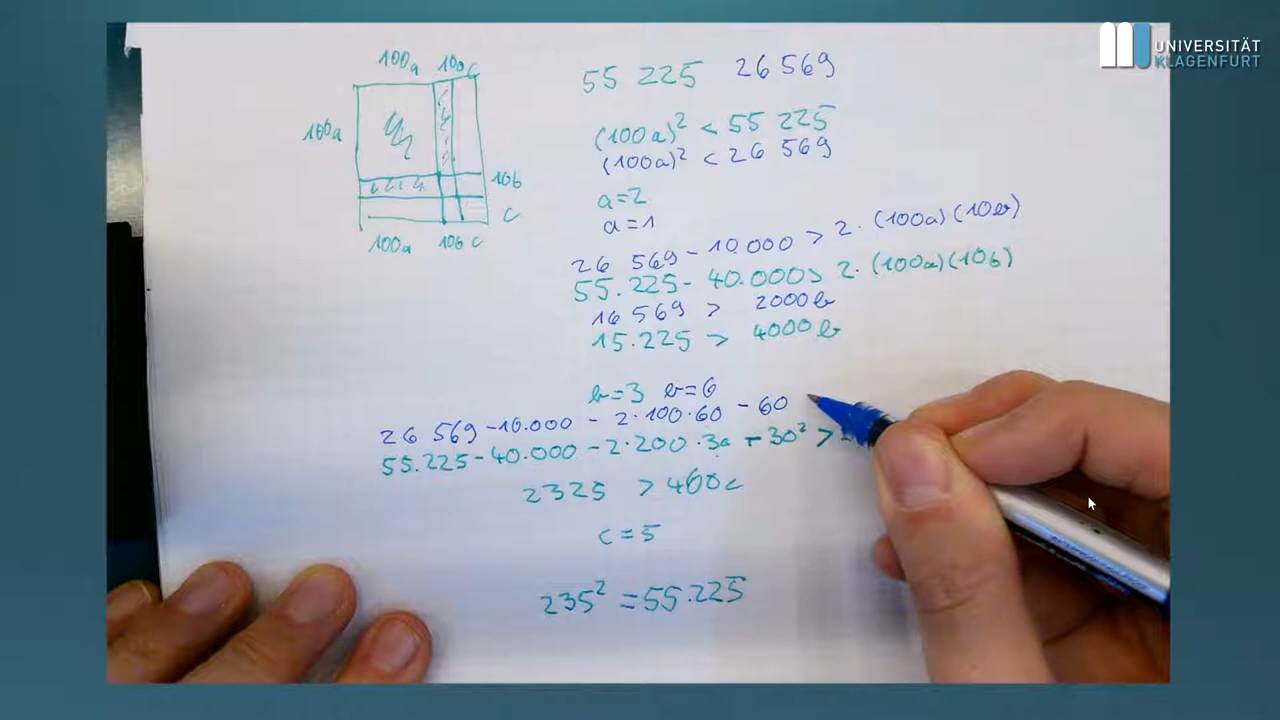 100a 100c
100a
10b
c
100a 10b c
55 225 26 569
(100a)² < 55 225
(100a)² < 26 569
a=2
a=1
26 569 - 10.000 > 2·(100a)(10b)
55.225 - 40.000 > 2·(100a)(10b)
16 569 > 2000b
15.225 > 4000b
b=3 b=6
26 569 -10.000 - 2·100·60 - 60
55.225 - 40.000 - 2·200·30 - 30² >
2325 > 460c
c=5
235² = 55.225
UNIVERSITÄT
KLAGENFURT